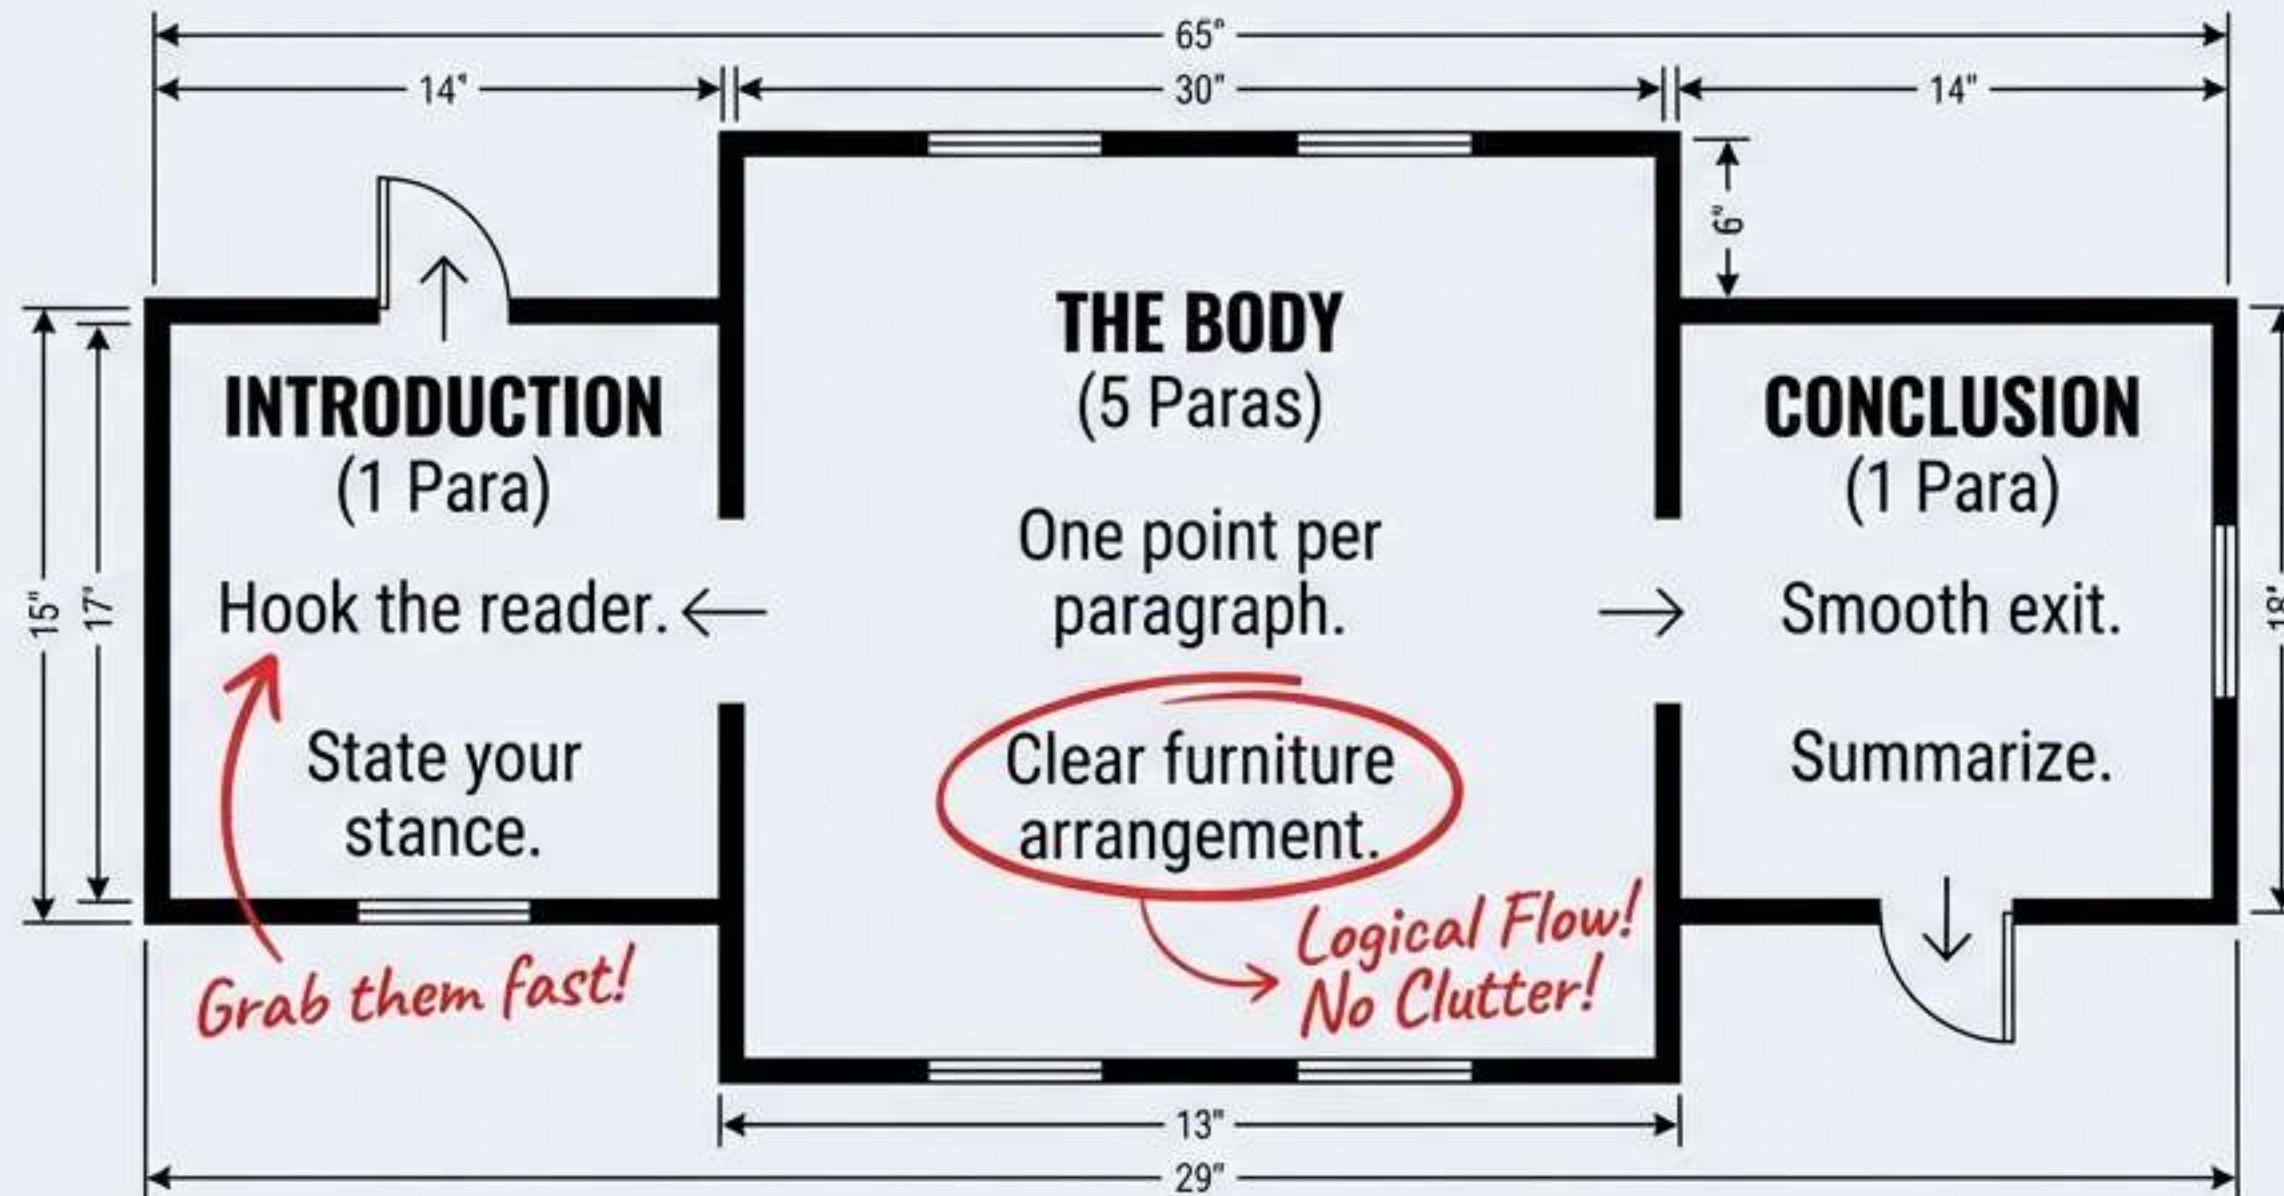 65"
14"
30"
14"
6"
INTRODUCTION
(1 Para)
Hook the reader.
State your
stance.
15"
17'
Grab them fast!
THE BODY
(5 Paras)
One point per
paragraph.
Clear furniture
arrangement.
Logical Flow!
No Clutter!
CONCLUSION
(1 Para)
Smooth exit.
Summarize.
18'
13"
29"